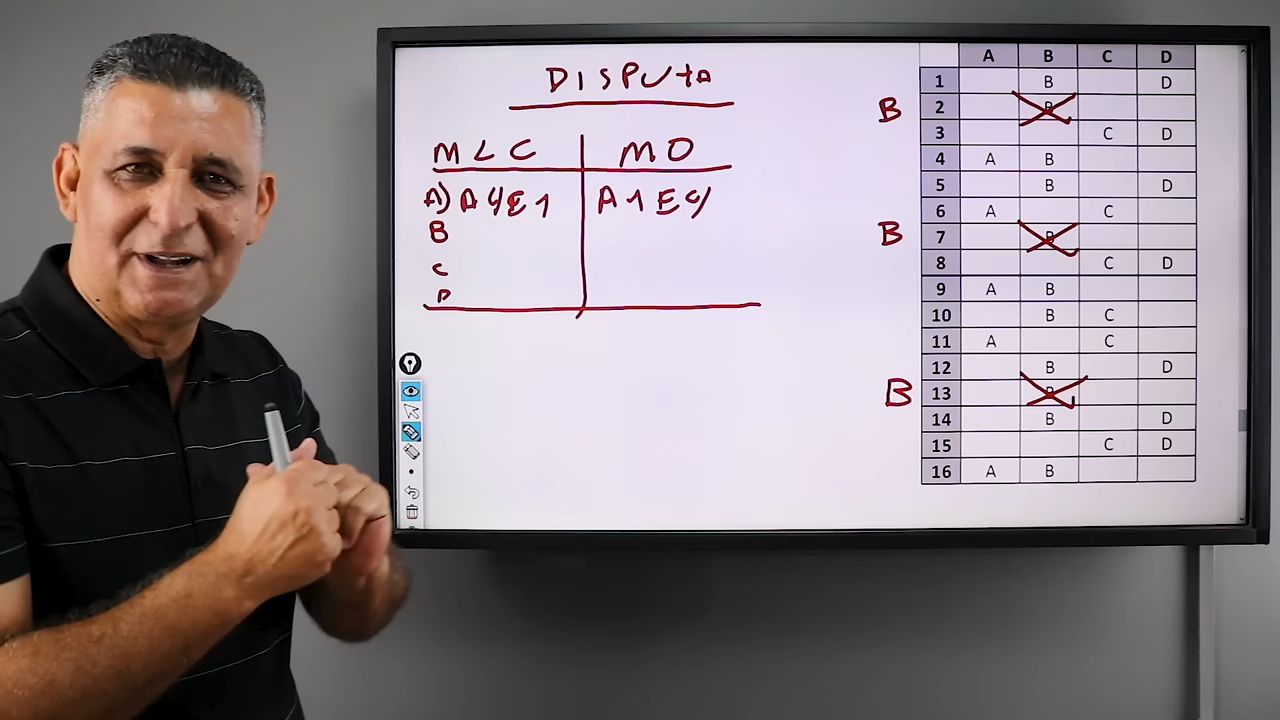 DISPUTA
MLC MO
A) A 4 E 1 A 1 E 4
B
C
D
A B C D
1 B D
B 2 B
3 C D
4 A B
5 B D
6 A C
B 7 B
8 C D
9 A B
10 B C
11 A C
12 B D
B 13 B
14 B D
15 C D
16 A B